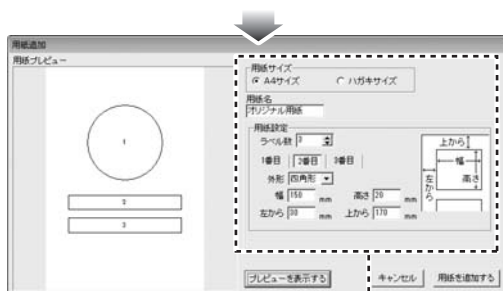 用紙追加
用紙プレビュー
1
2
3
用紙サイズ
A4サイズ ハガキサイズ
用紙名
オリジナル用紙
用紙設定
ラベル数 3
1番目 2番目 3番目
外形 四角形
幅 150 mm 高さ 20 mm
左から 30 mm 上から 170 mm
上から
幅
左から
高さ
プレビューを表示する キャンセル 用紙を追加する